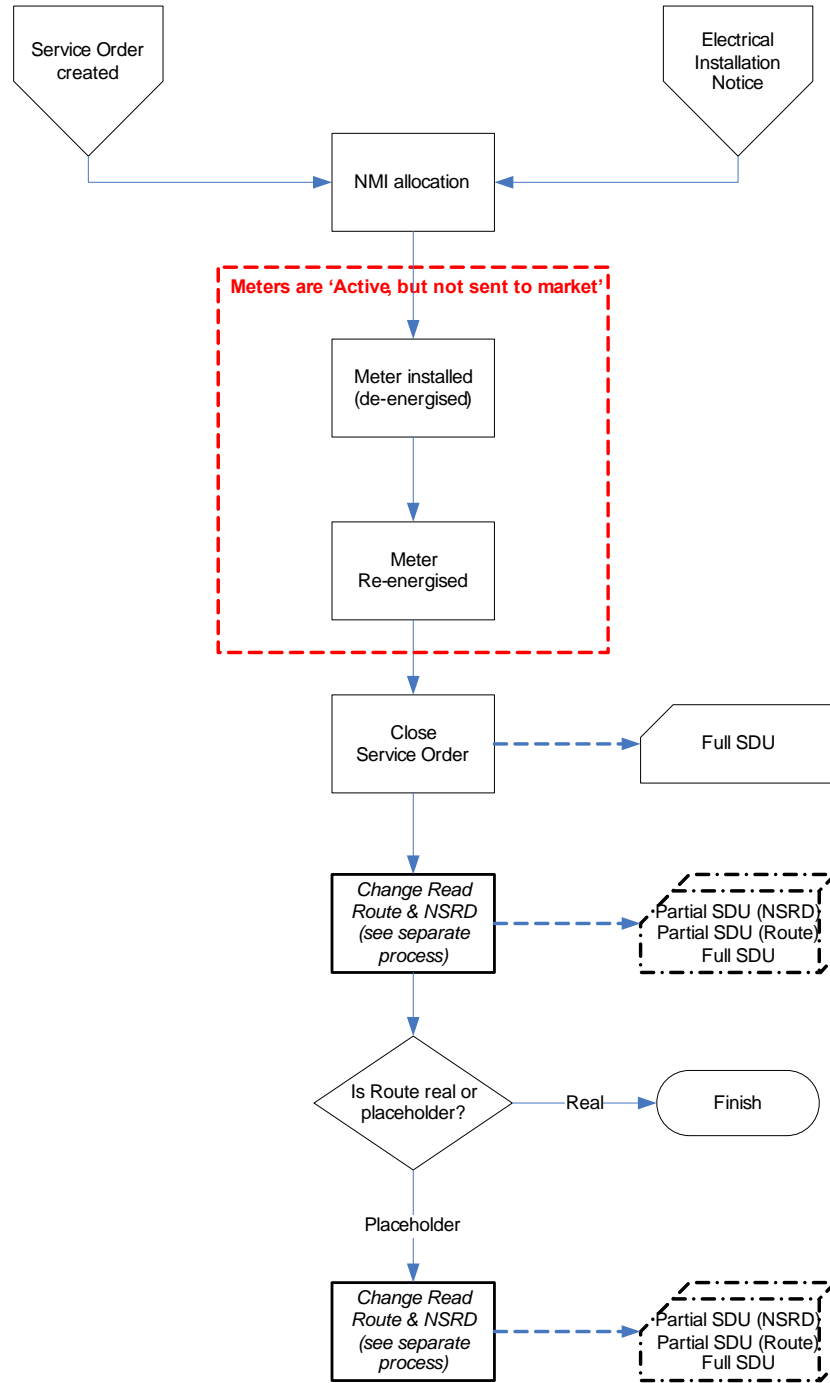 Service Order
created
Electrical
Installation
Notice
NMI allocation
Meters are ‘Active, but not sent to market’
Meter installed
(de-energised)
Meter
Re-energised
Close
Service Order
Full SDU
Change Read
Route & NSRD
(see separate
process)
Partial SDU (NSRD)
Partial SDU (Route)
Full SDU
Is Route real or
placeholder?
Real
Finish
Placeholder
Change Read
Route & NSRD
(see separate
process)
Partial SDU (NSRD)
Partial SDU (Route)
Full SDU